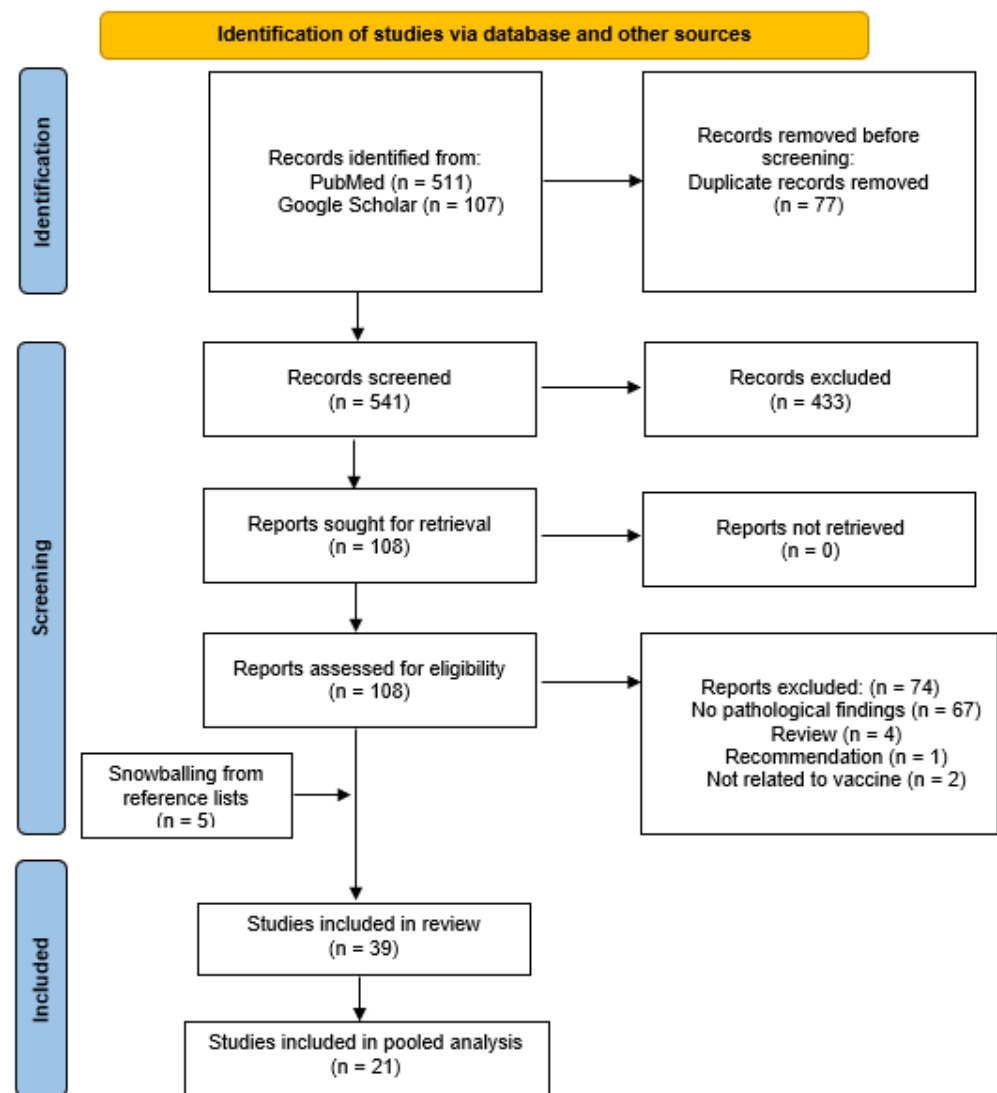 Identification of studies via database and other sources
Identification
Records identified from:
PubMed (n = 511)
Google Scholar (n = 107)
Records removed before
screening:
Duplicate records removed
(n = 77)
Screening
Records screened
(n = 541)
Records excluded
(n = 433)
Reports sought for retrieval
(n = 108)
Reports not retrieved
(n = 0)
Reports assessed for eligibility
(n = 108)
Reports excluded: (n = 74)
No pathological findings (n = 67)
Review (n = 4)
Recommendation (n = 1)
Not related to vaccine (n = 2)
Snowballing from
reference lists
(n = 5)
Included
Studies included in review
(n = 39)
Studies included in pooled analysis
(n = 21)